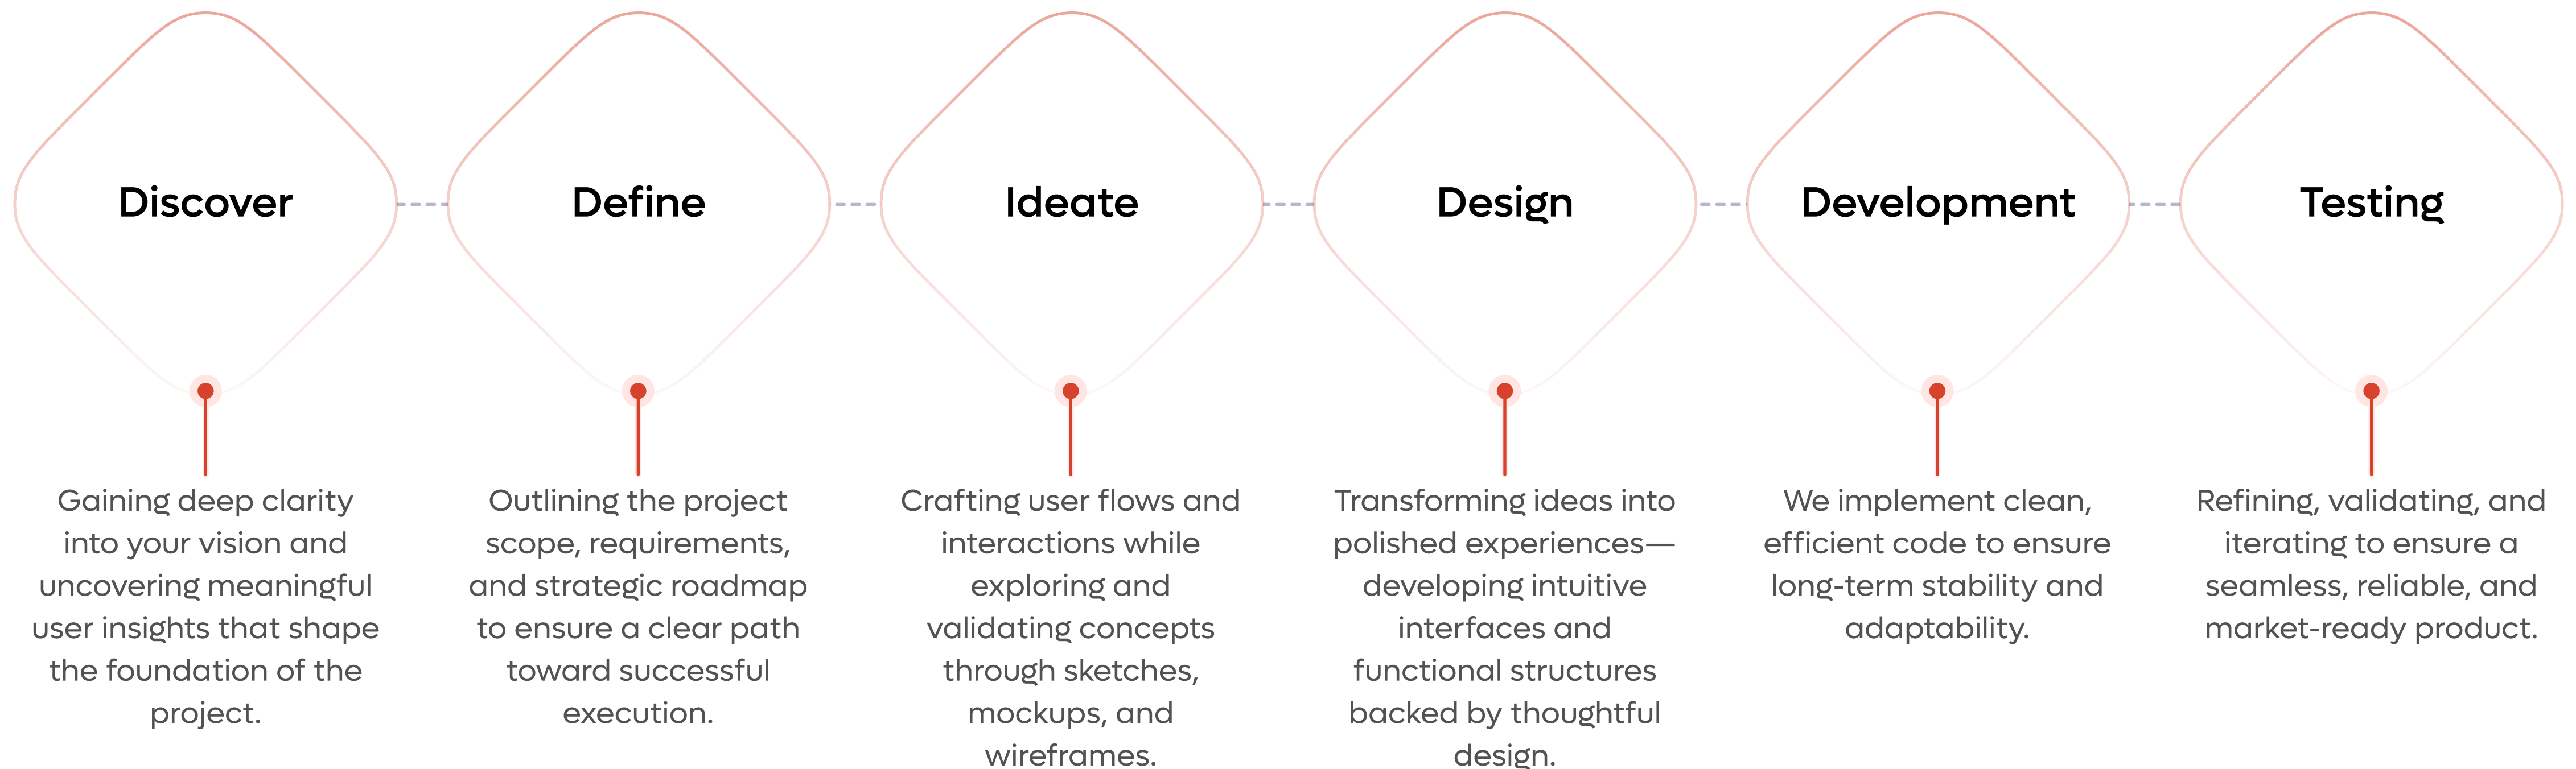 Discover
Gaining deep clarity
into your vision and
uncovering meaningful
user insights that shape
the foundation of the
project.
Define
Outlining the project
scope, requirements,
and strategic roadmap
to ensure a clear path
toward successful
execution.
Ideate
Crafting user flows and
interactions while
exploring and
validating concepts
through sketches,
mockups, and
wireframes.
Design
Transforming ideas into
polished experiences—
developing intuitive
interfaces and
functional structures
backed by thoughtful
design.
Development
We implement clean,
efficient code to ensure
long-term stability and
adaptability.
Testing
Refining, validating, and
iterating to ensure a
seamless, reliable, and
market-ready product.